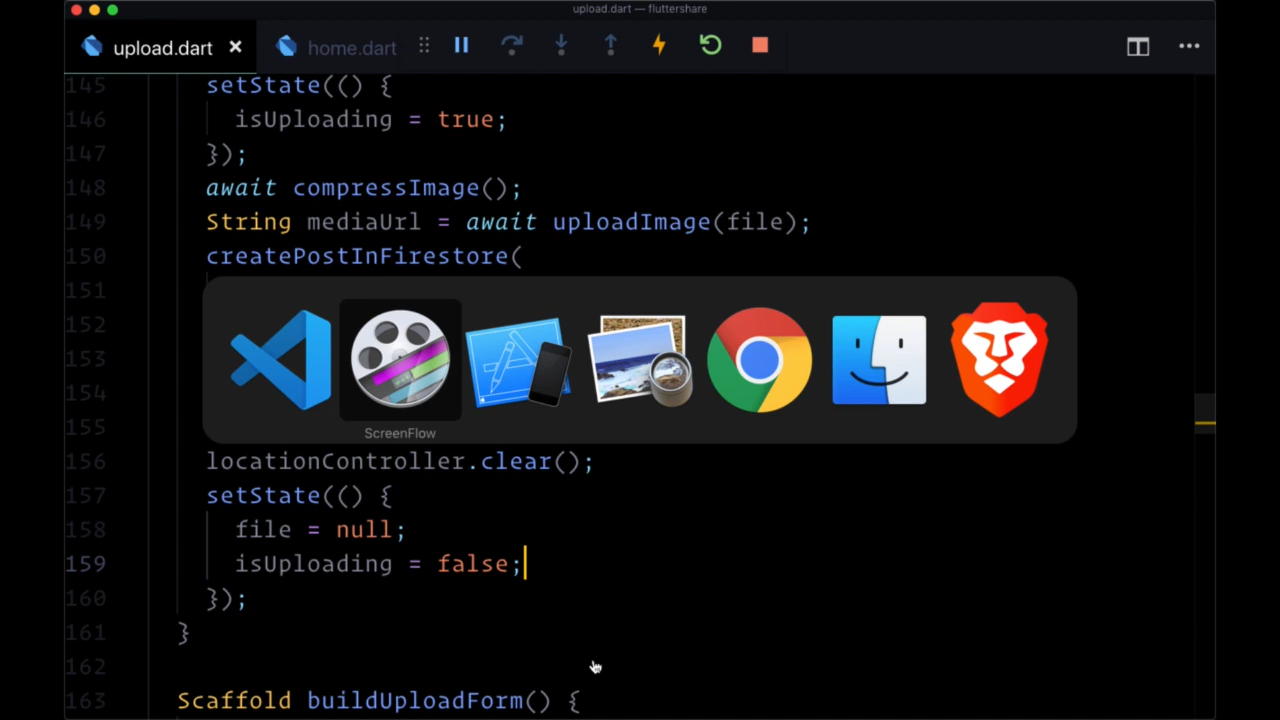 upload.dart — fluttershare
upload.dart
home.dart
145 setState(() {
146 isUploading = true;
147 });
148 await compressImage();
149 String mediaUrl = await uploadImage(file);
150 createPostInFirestore(
151
152
153
154
155
ScreenFlow
156 locationController.clear();
157 setState(() {
158 file = null;
159 isUploading = false;
160 });
161 }
162
163 Scaffold buildUploadForm() {